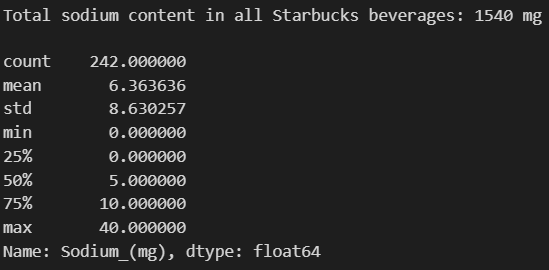 Total sodium content in all Starbucks beverages: 1540 mg
count    242.000000
mean       6.363636
std        8.630257
min        0.000000
25%        0.000000
50%        5.000000
75%       10.000000
max       40.000000
Name: Sodium_(mg), dtype: float64